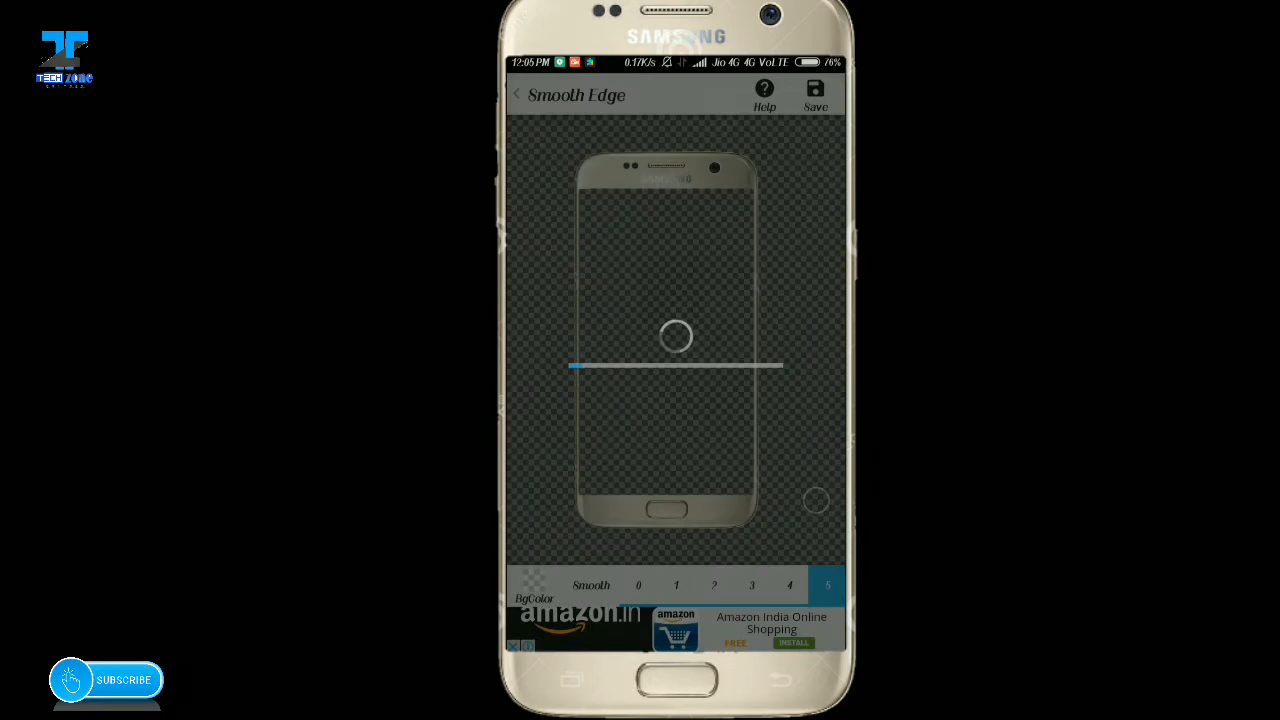 SAMSUNG
TECH Zone
12:05 PM 0.17K/s Jio 4G 4G VoLTE 76%
Smooth Edge
Help
Save
SAMSUNG
Smooth 0 1 2 3 4 5
BgColor
amazon.in
amazon
Amazon India Online
Shopping
FREE
INSTALL
SUBSCRIBE